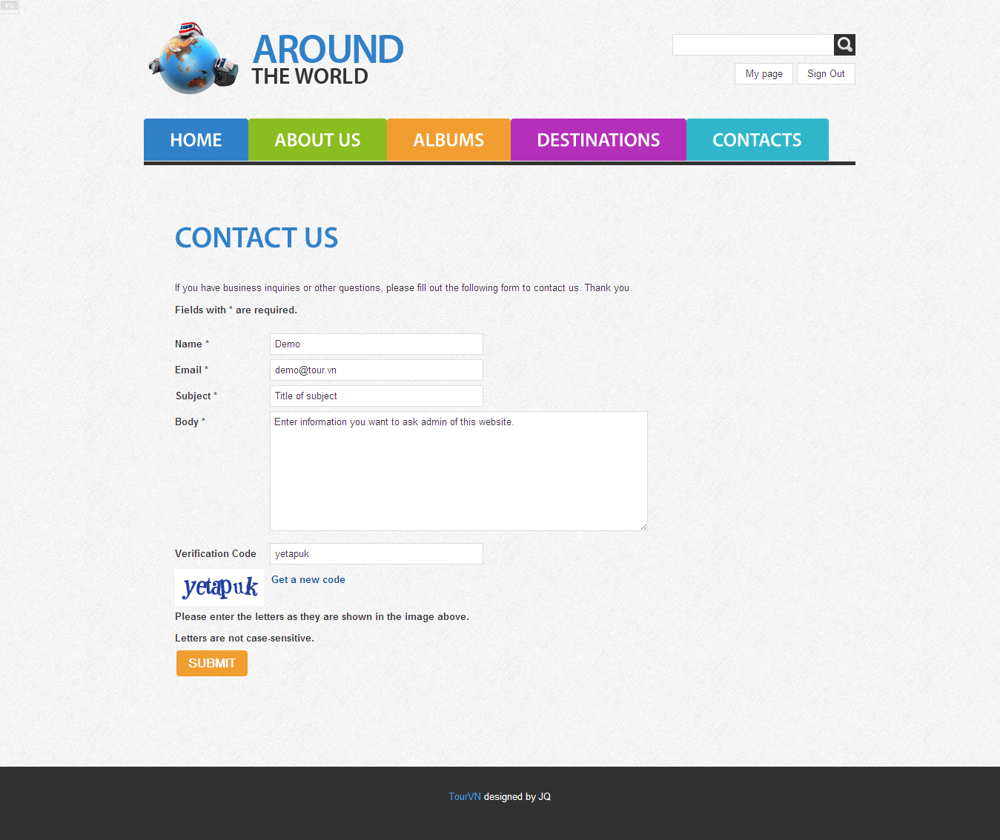 AROUND
THE WORLD
My page Sign Out
HOME ABOUT US ALBUMS DESTINATIONS CONTACTS
CONTACT US
If you have business inquiries or other questions, please fill out the following form to contact us. Thank you.
Fields with * are required.
Name * Demo
Email * demo@tour.vn
Subject * Title of subject
Body * Enter information you want to ask admin of this website.
Verification Code yetapuk
yetapuk Get a new code
Please enter the letters as they are shown in the image above.
Letters are not case-sensitive.
SUBMIT
TourVN designed by JQ